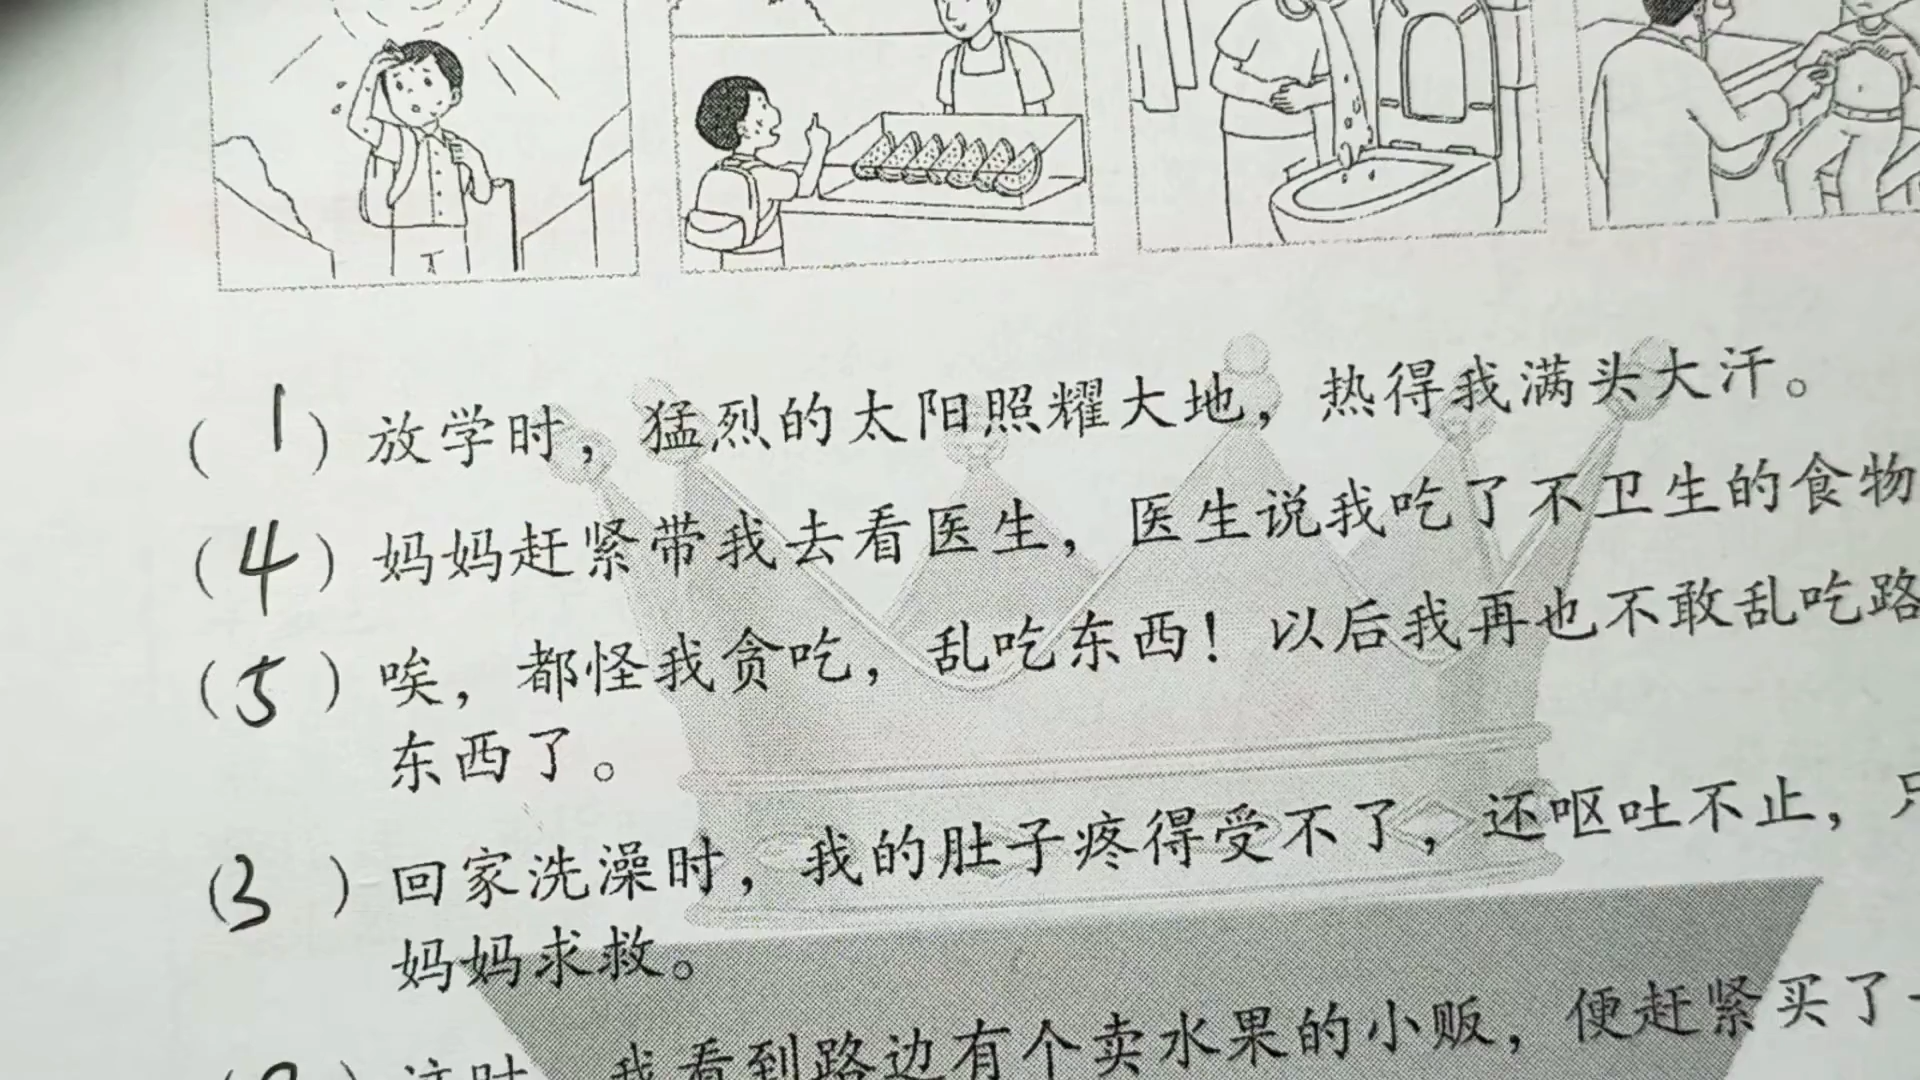 (1) 放学时，猛烈的太阳照耀大地，热得我满头大汗。
(4) 妈妈赶紧带我去看医生，医生说我吃了不卫生的食物
(5) 唉，都怪我贪吃，乱吃东西！以后我再也不敢乱吃路
东西了。
(3) 回家洗澡时，我的肚子疼得受不了，还呕吐不止，只
妈妈求救。
(2) 这时，我看到路边有个卖水果的小贩，便赶紧买了一